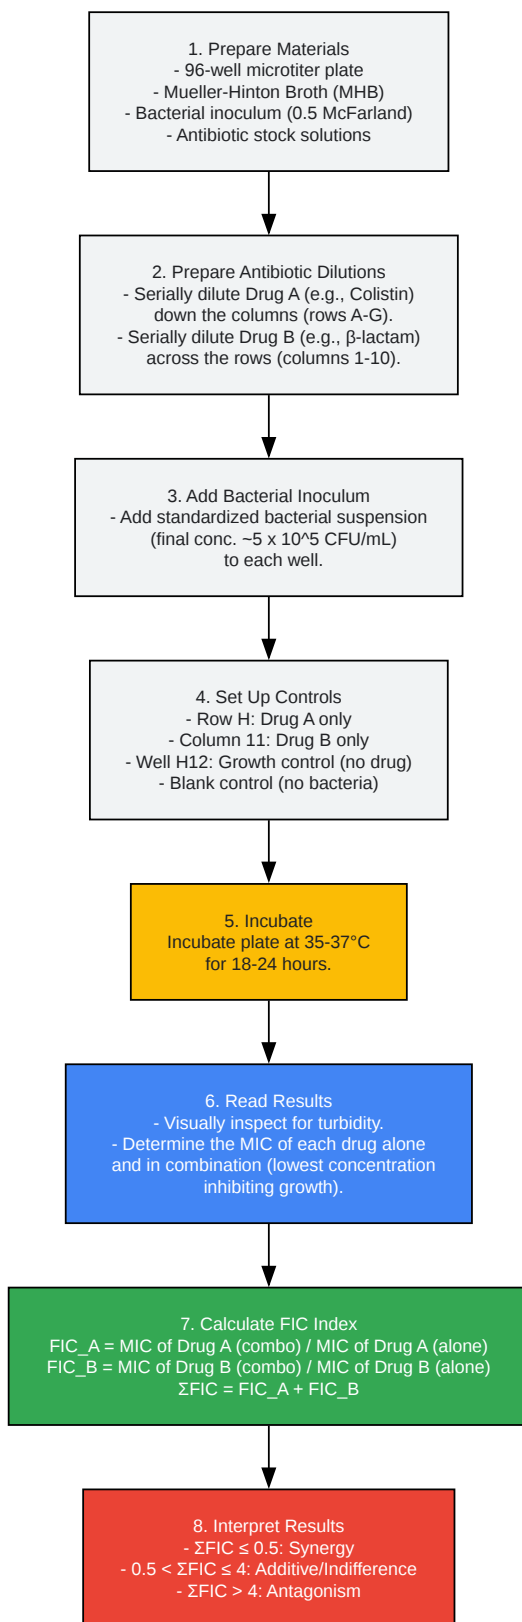 1. Prepare Materials
- 96-well microtiter plate
- Mueller-Hinton Broth (MHB)
- Bacterial inoculum (0.5 McFarland)
- Antibiotic stock solutions
2. Prepare Antibiotic Dilutions
- Serially dilute Drug A (e.g., Colistin)
down the columns (rows A-G).
- Serially dilute Drug B (e.g., β-lactam)
across the rows (columns 1-10).
3. Add Bacterial Inoculum
- Add standardized bacterial suspension
(final conc. ~5 x 10^5 CFU/mL)
to each well.
4. Set Up Controls
- Row H: Drug A only
- Column 11: Drug B only
- Well H12: Growth control (no drug)
- Blank control (no bacteria)
5. Incubate
Incubate plate at 35-37°C
for 18-24 hours.
6. Read Results
- Visually inspect for turbidity.
- Determine the MIC of each drug alone
and in combination (lowest concentration
inhibiting growth).
7. Calculate FIC Index
FIC_A = MIC of Drug A (combo) / MIC of Drug A (alone)
FIC_B = MIC of Drug B (combo) / MIC of Drug B (alone)
ΣFIC = FIC_A + FIC_B
8. Interpret Results
- ΣFIC ≤ 0.5: Synergy
- 0.5 < ΣFIC ≤ 4: Additive/Indifference
- ΣFIC > 4: Antagonism